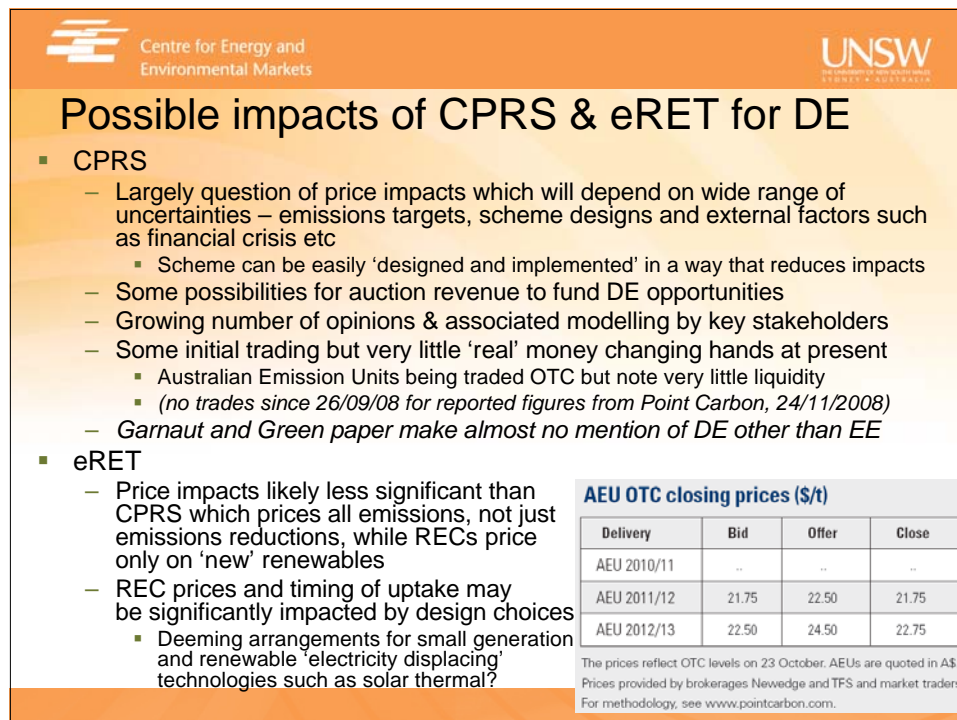 Centre for Energy and
Environmental Markets
UNSW
THE UNIVERSITY OF NEW SOUTH WALES
SYDNEY • AUSTRALIA
Possible impacts of CPRS & eRET for DE
▪ CPRS
– Largely question of price impacts which will depend on wide range of
uncertainties – emissions targets, scheme designs and external factors such
as financial crisis etc
▪ Scheme can be easily ‘designed and implemented’ in a way that reduces impacts
– Some possibilities for auction revenue to fund DE opportunities
– Growing number of opinions & associated modelling by key stakeholders
– Some initial trading but very little ‘real’ money changing hands at present
▪ Australian Emission Units being traded OTC but note very little liquidity
▪ (no trades since 26/09/08 for reported figures from Point Carbon, 24/11/2008)
– Garnaut and Green paper make almost no mention of DE other than EE
▪ eRET
– Price impacts likely less significant than
CPRS which prices all emissions, not just
emissions reductions, while RECs price
only on ‘new’ renewables
– REC prices and timing of uptake may
be significantly impacted by design choices
▪ Deeming arrangements for small generation
and renewable ‘electricity displacing’
technologies such as solar thermal?
AEU OTC closing prices ($/t)
Delivery Bid Offer Close
AEU 2010/11 .. .. ..
AEU 2011/12 21.75 22.50 21.75
AEU 2012/13 22.50 24.50 22.75
The prices reflect OTC levels on 23 October. AEUs are quoted in A$
Prices provided by brokerages Newedge and TFS and market traders
For methodology, see www.pointcarbon.com.